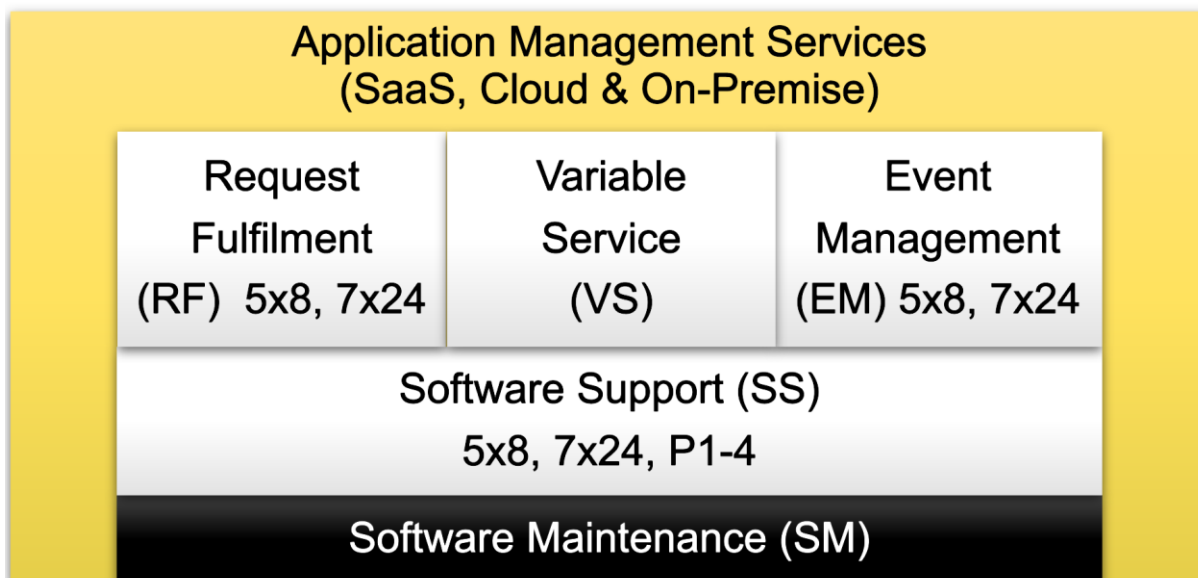 Application Management Services
(SaaS, Cloud & On-Premise)
Request
Fulfilment
(RF)  5x8, 7x24
Variable
Service
(VS)
Event
Management
(EM) 5x8, 7x24
Software Support (SS)
5x8, 7x24, P1-4
Software Maintenance (SM)